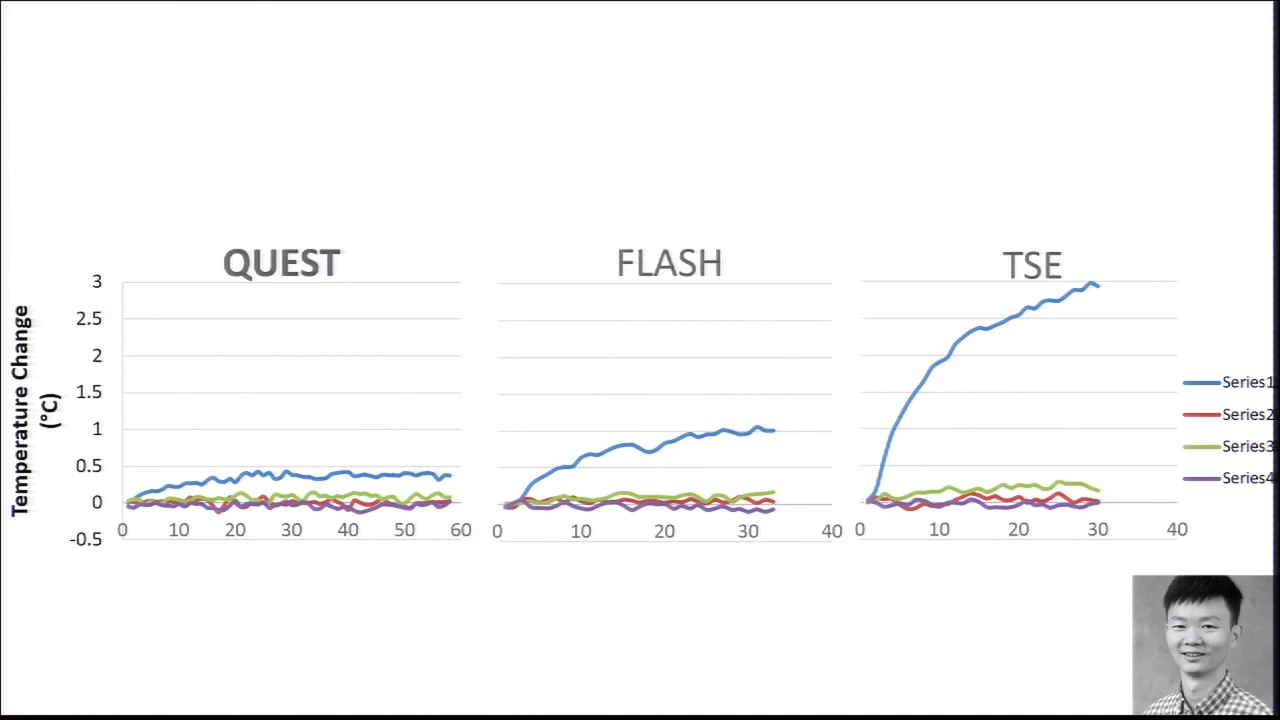 QUEST
FLASH
TSE
Temperature Change
(°C)
3
2.5
2
1.5
1
0.5
0
-0.5
0 10 20 30 40 50 60
0 10 20 30 40
0 10 20 30 40
Series1
Series2
Series3
Series4